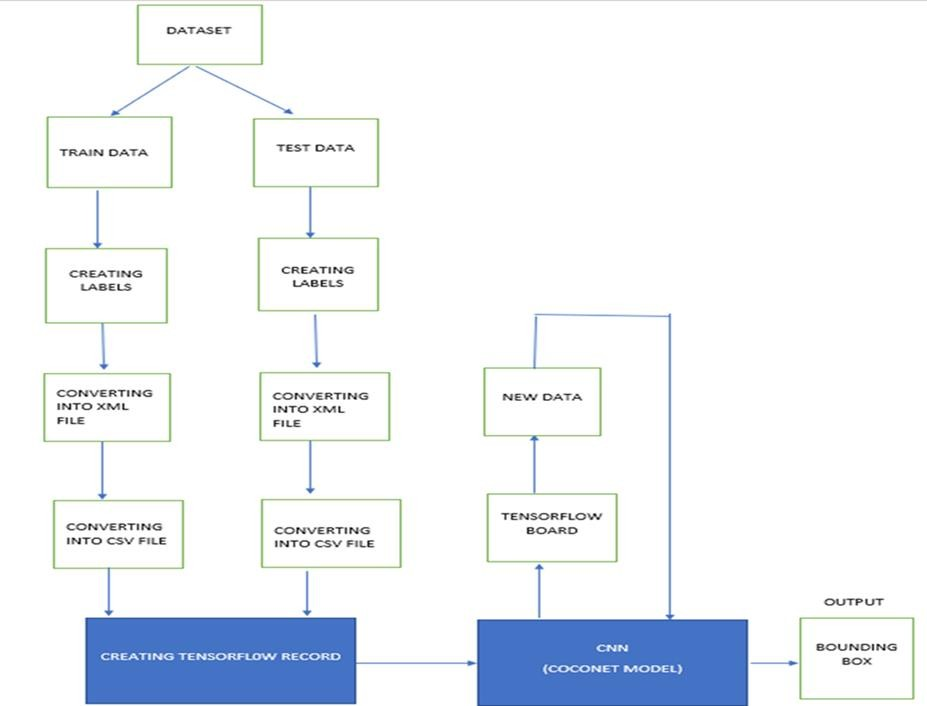 DATASET
TRAIN DATA
TEST DATA
CREATING
LABELS
CREATING
LABELS
CONVERTING
INTO XML
FILE
CONVERTING
INTO XML
FILE
NEW DATA
CONVERTING
INTO CSV FILE
CONVERTING
INTO CSV FILE
TENSORFLOW
BOARD
CREATING TENSORFLOW RECORD
CNN
(COCONET MODEL)
OUTPUT
BOUNDING
BOX